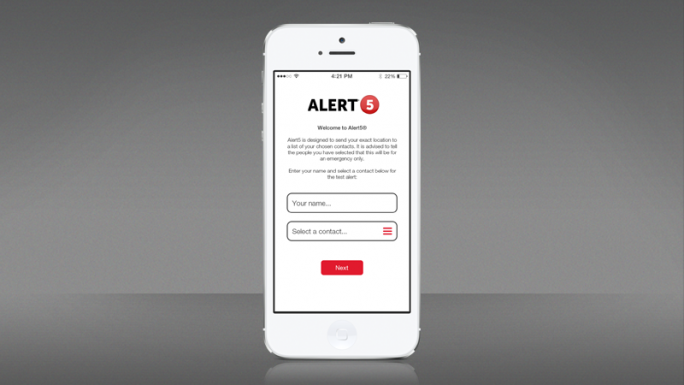 4:21 PM 22%
ALERT 5
Welcome to Alert5®
Alert5 is designed to send your exact location to
a list of your chosen contacts. It is advised to tell
the people you have selected that this will be for
an emergency only.
Enter your name and select a contact below for
the test alert.
Your name...
Select a contact...
Next